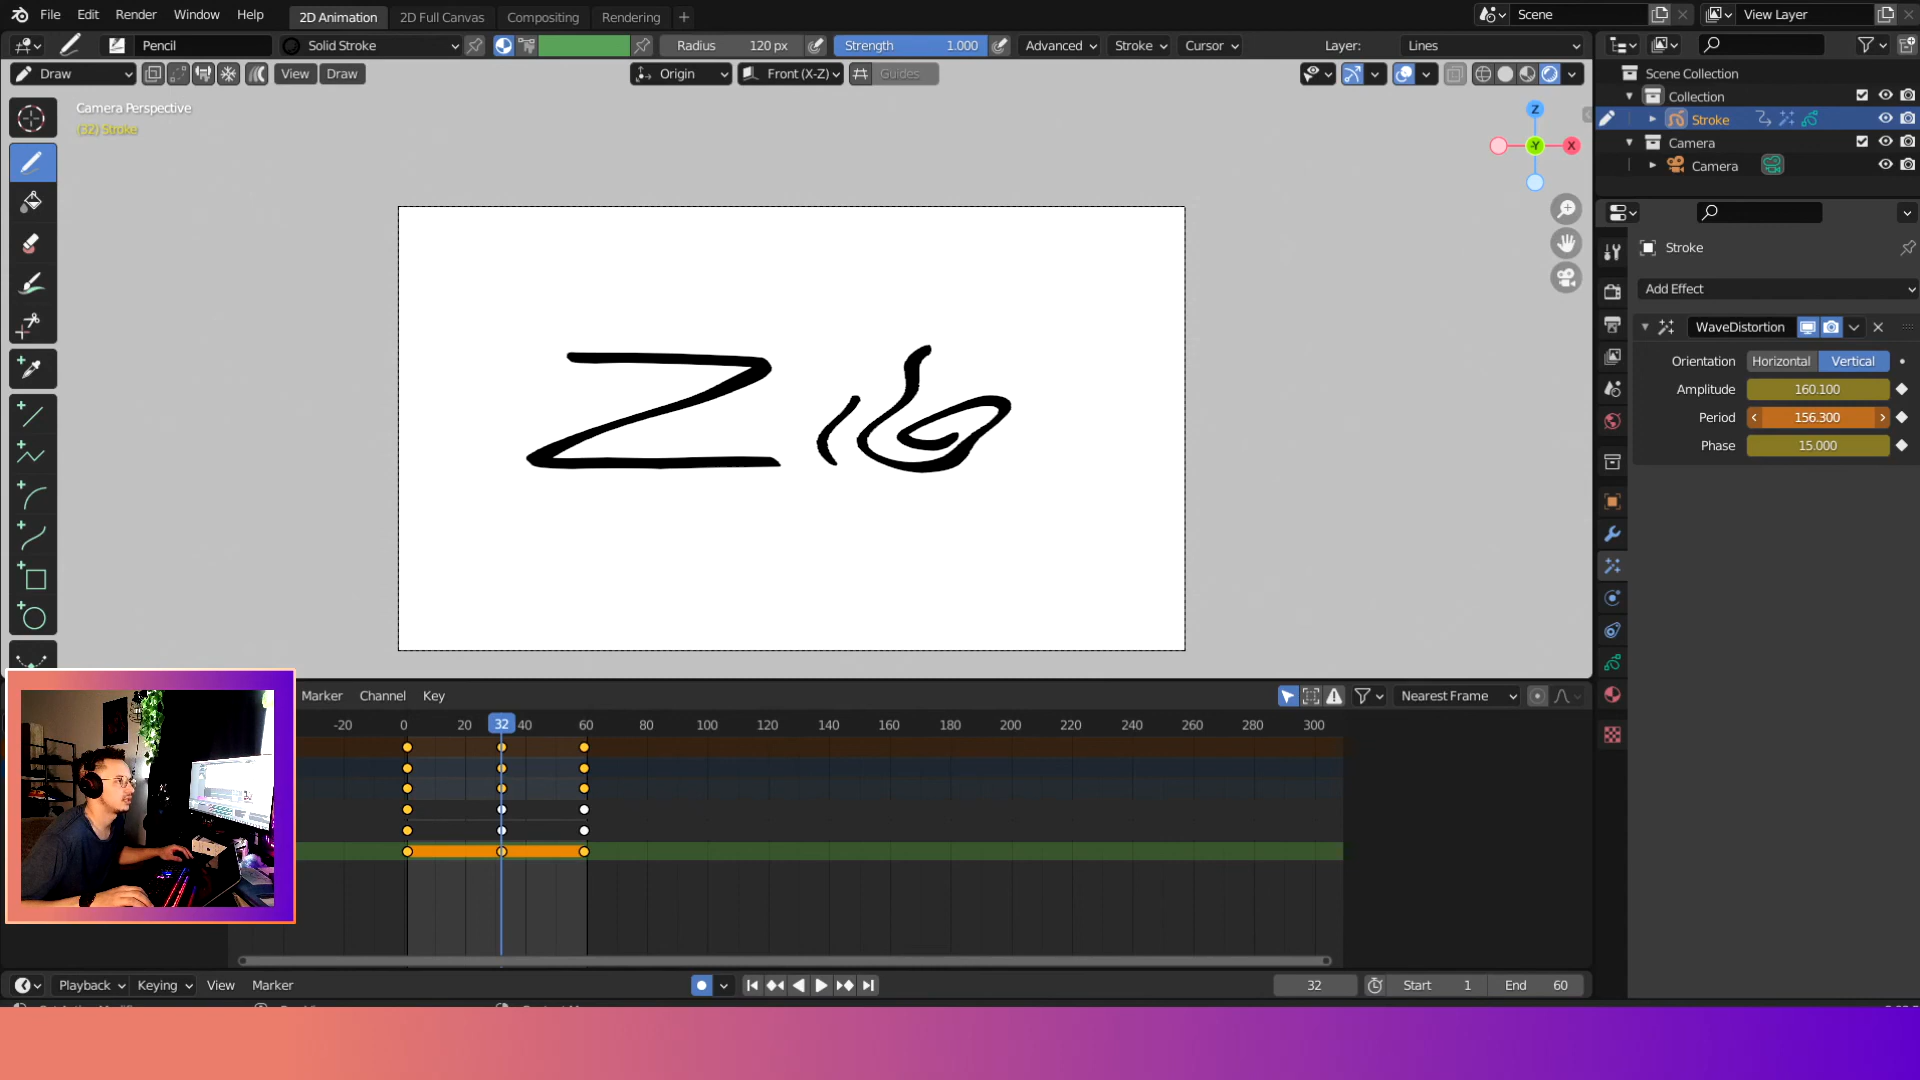 File Edit Render Window Help 2D Animation 2D Full Canvas Compositing Rendering + Scene View Layer
Pencil Solid Stroke Radius 120 px Strength 1.000 Advanced Stroke Cursor Layer: Lines
Draw View Draw Origin Front (X-Z) Guides
Scene Collection
Collection
Stroke
Camera
Camera
Camera Perspective
(32) Stroke
Z
-Y
X
Stroke
Add Effect
WaveDistortion
Orientation Horizontal Vertical
Amplitude 160.100
Period 156.300
Phase 15.000
Marker Channel Key Nearest Frame
-20 0 20 32 40 60 80 100 120 140 160 180 200 220 240 260 280 300
Playback Keying View Marker 32 Start 1 End 60